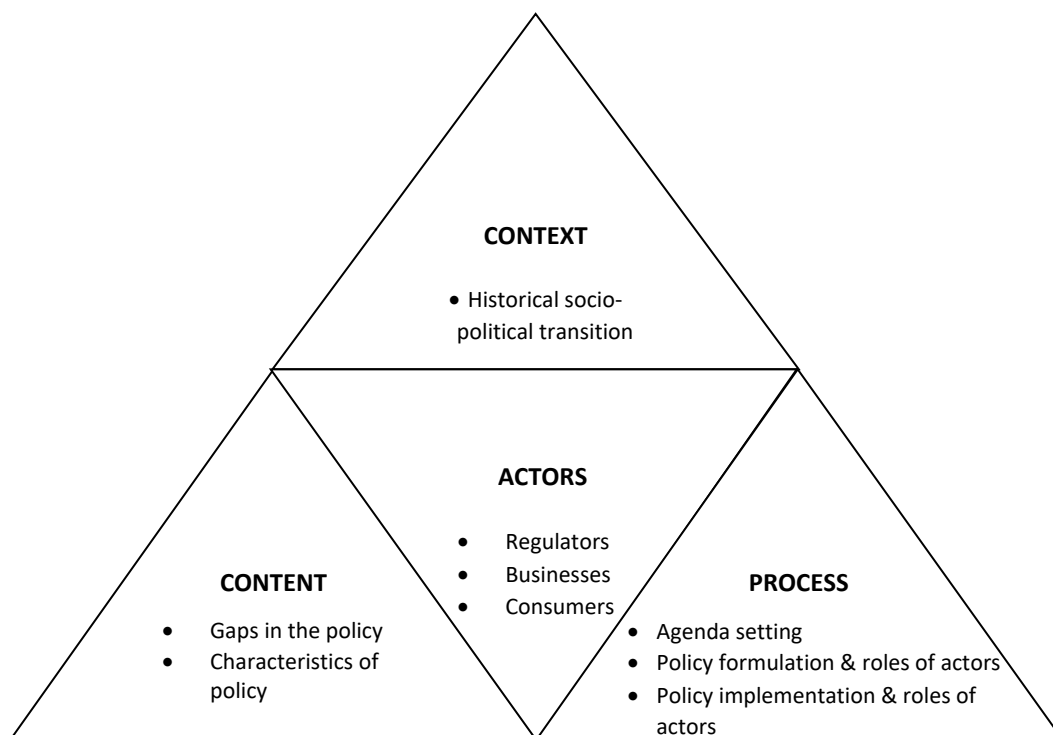 CONTEXT
• Historical socio-
political transition
ACTORS
• Regulators
• Businesses
• Consumers
CONTENT
• Gaps in the policy
• Characteristics of
policy
PROCESS
• Agenda setting
• Policy formulation & roles of actors
• Policy implementation & roles of
actors